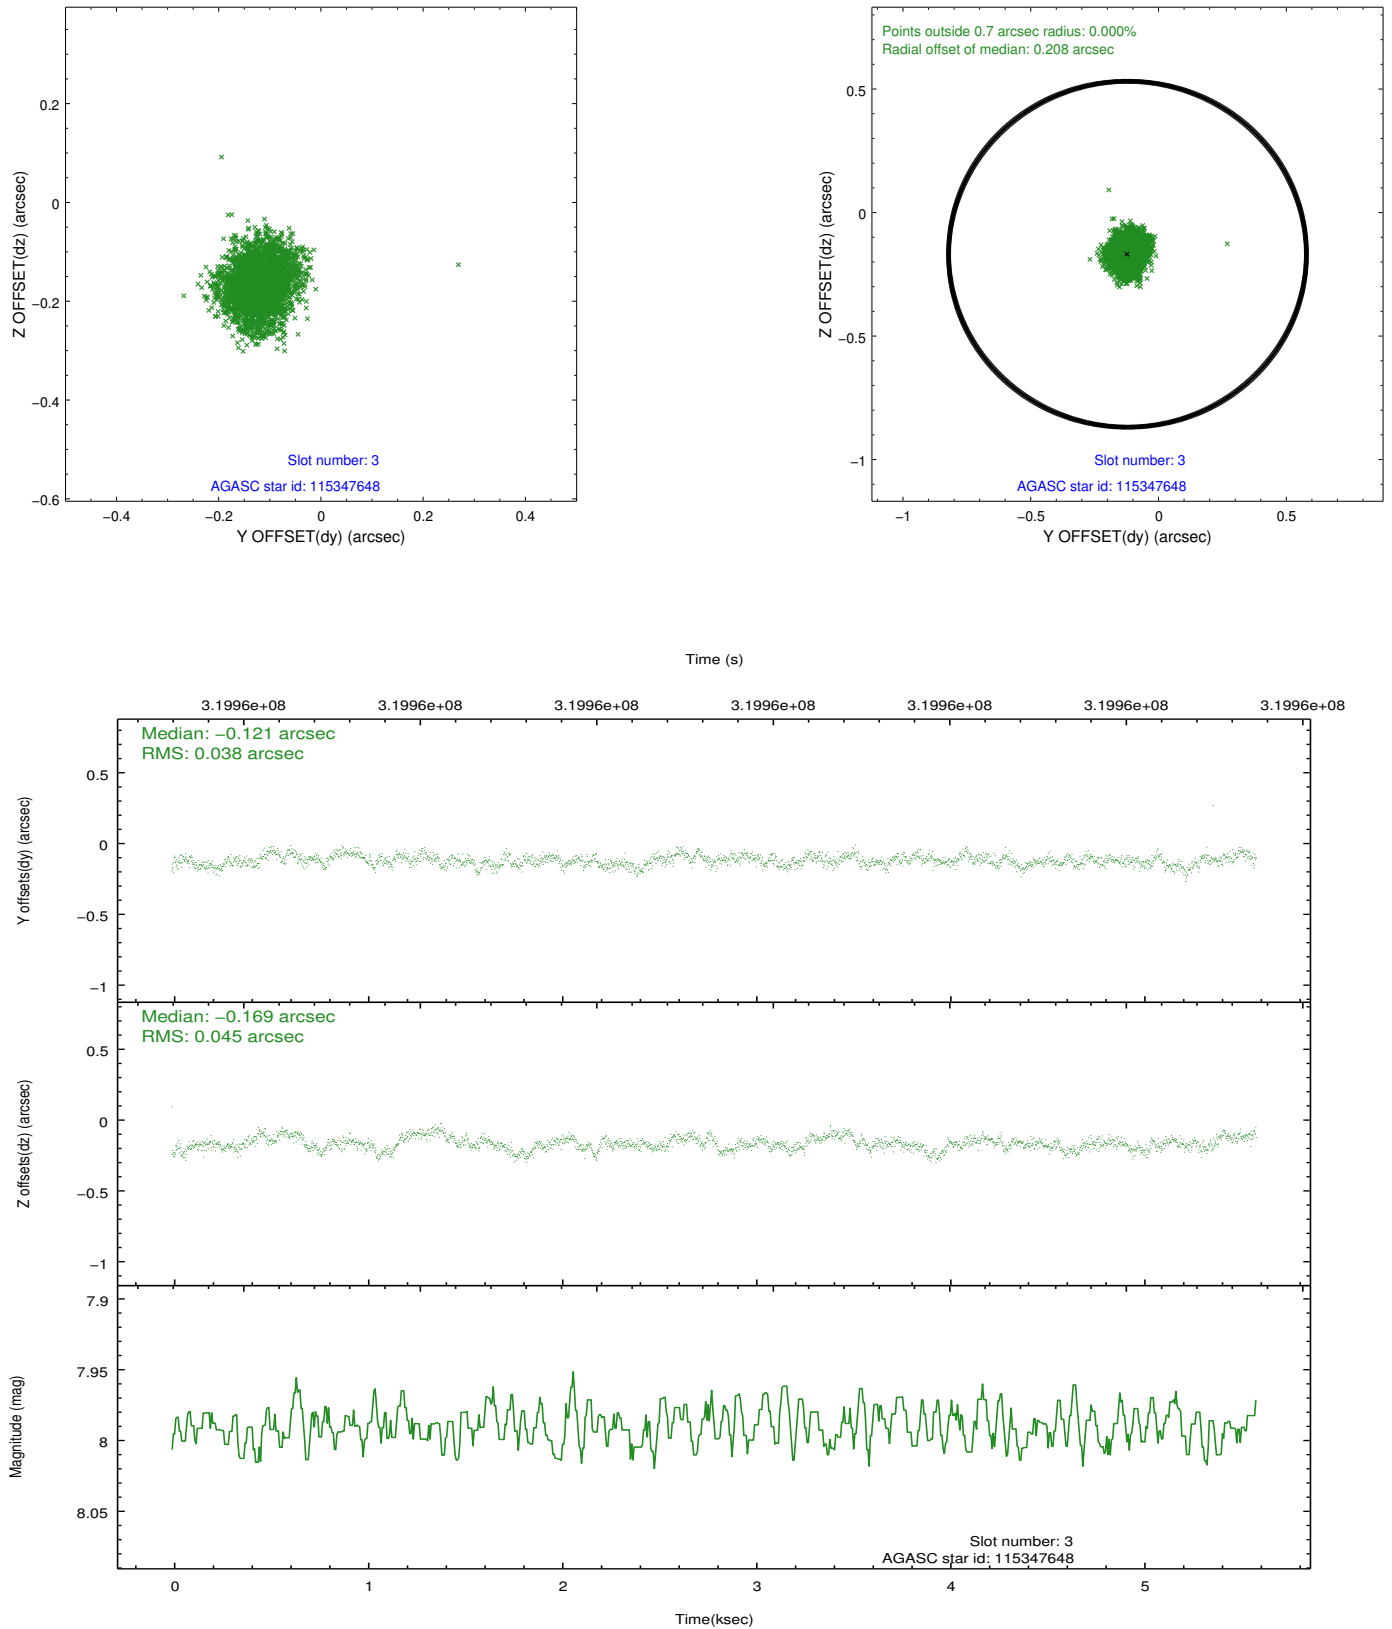 0.2
0
−0.2
−0.4
−0.6
Z OFFSET(dz) (arcsec)
Slot number: 3
AGASC star id: 115347648
−0.4
−0.2
0
0.2
0.4
Y OFFSET(dy) (arcsec)
Points outside 0.7 arcsec radius: 0.000%
Radial offset of median: 0.208 arcsec
0.5
0
−0.5
−1
Z OFFSET(dz) (arcsec)
Slot number: 3
AGASC star id: 115347648
−1
−0.5
0
0.5
Y OFFSET(dy) (arcsec)
Time (s)
3.1996e+08 3.1996e+08 3.1996e+08 3.1996e+08 3.1996e+08 3.1996e+08 3.1996e+08
Median: −0.121 arcsec
RMS: 0.038 arcsec
0.5
0
−0.5
−1
Y offsets(dy) (arcsec)
Median: −0.169 arcsec
RMS: 0.045 arcsec
0.5
0
−0.5
−1
Z offsets(dz) (arcsec)
7.9
7.95
8
8.05
Magnitude (mag)
Slot number: 3
AGASC star id: 115347648
0 1 2 3 4 5
Time(ksec)